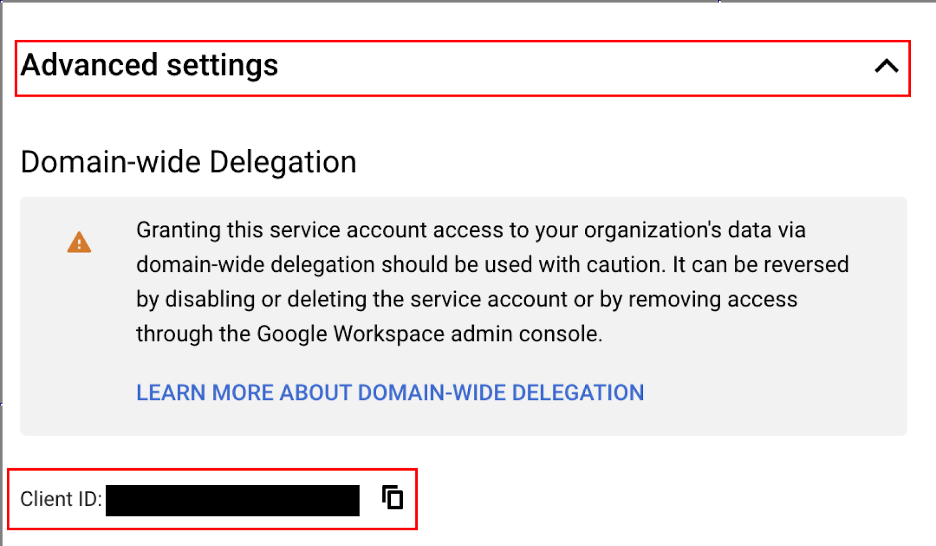 Advanced settings
Domain-wide Delegation
Granting this service account access to your organization's data via
domain-wide delegation should be used with caution. It can be reversed
by disabling or deleting the service account or by removing access
through the Google Workspace admin console.
LEARN MORE ABOUT DOMAIN-WIDE DELEGATION
Client ID: